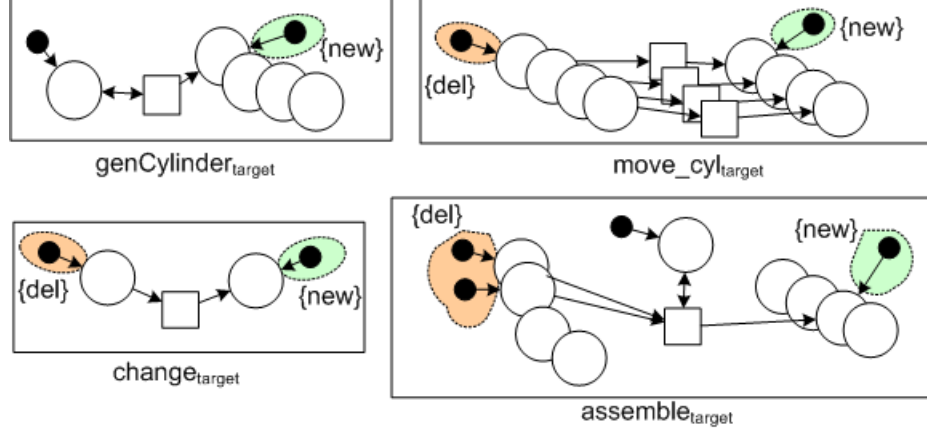 {new}
genCylinder_target
{del}
{new}
move_cyl_target
{del}
{new}
change_target
{del}
{new}
assemble_target